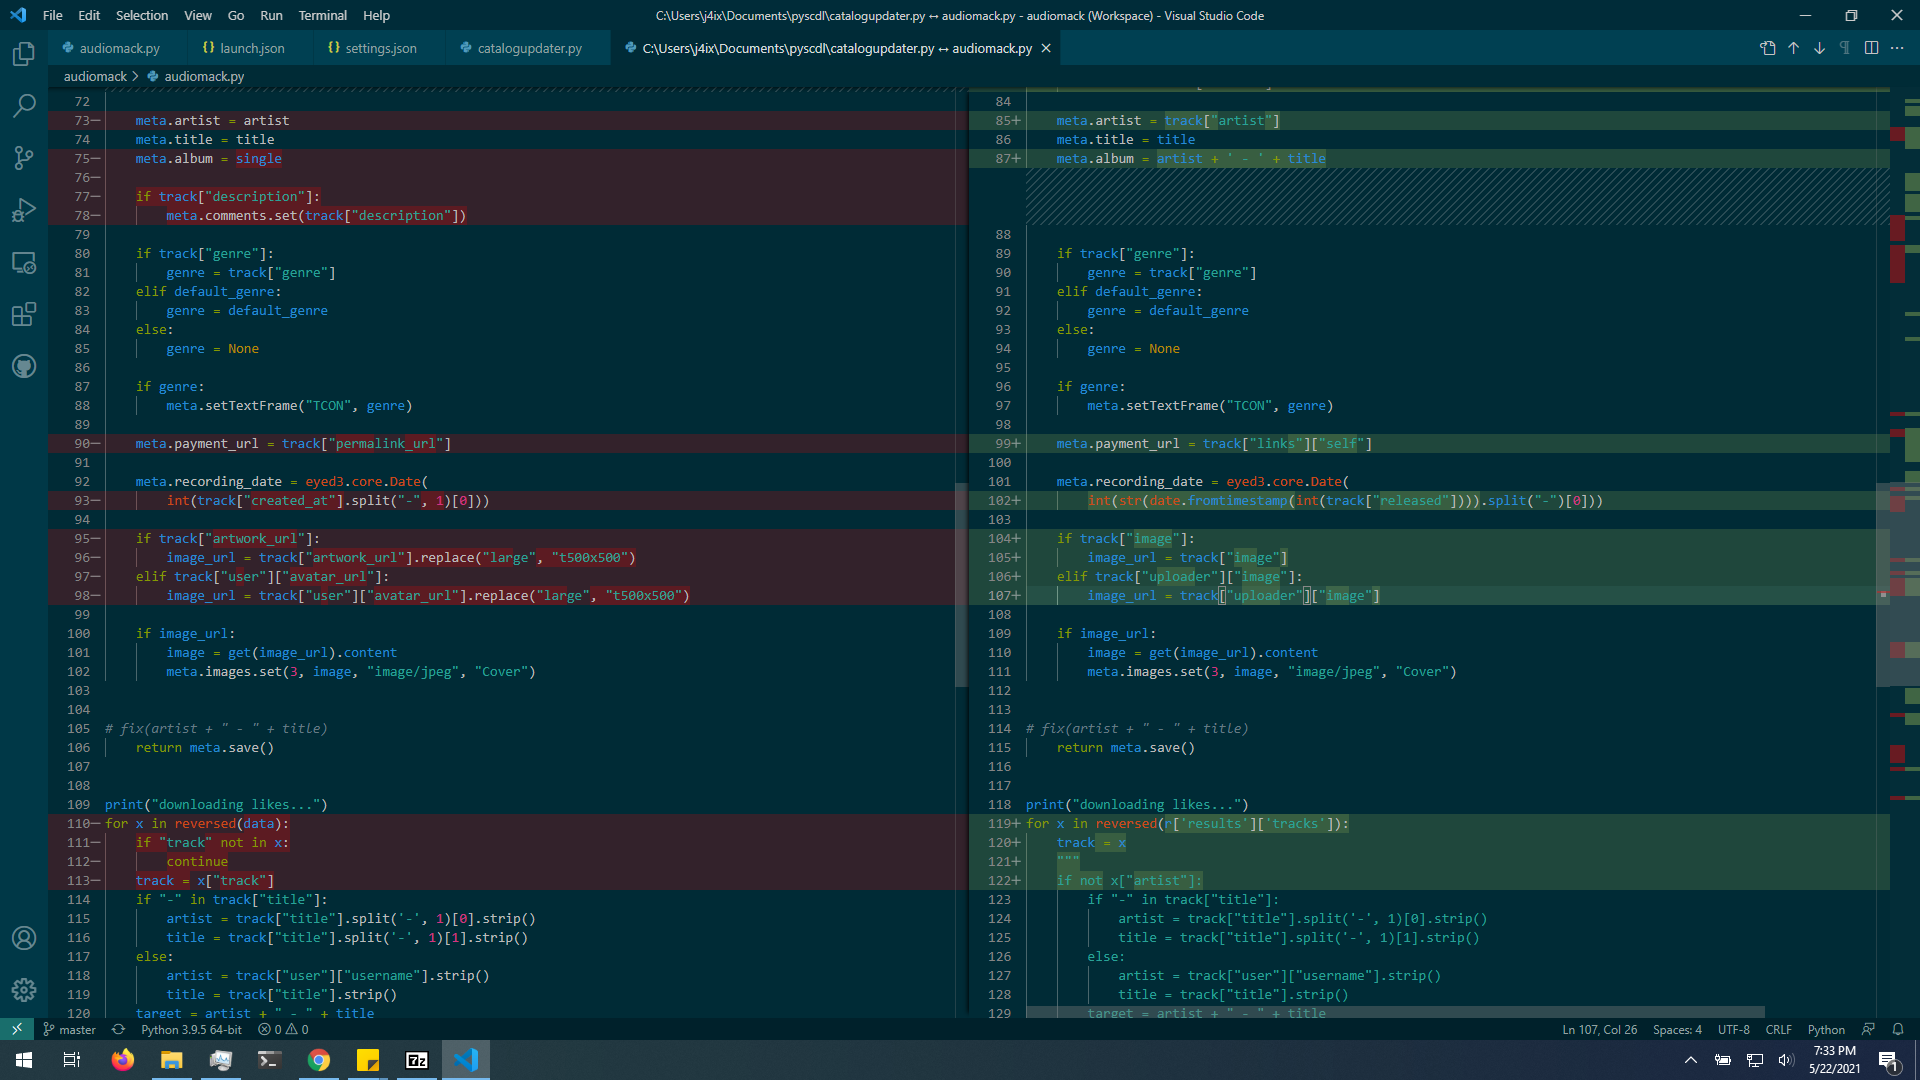 File Edit Selection View Go Run Terminal Help
C:\Users\j4ix\Documents\pyscdl\catalogupdater.py ↔ audiomack.py - audiomack (Workspace) - Visual Studio Code
audiomack.py
{} launch.json
{} settings.json
catalogupdater.py
C:\Users\j4ix\Documents\pyscdl\catalogupdater.py ↔ audiomack.py
audiomack > audiomack.py
72
73— meta.artist = artist
74 meta.title = title
75— meta.album = single
76—
77— if track["description"]:
78— meta.comments.set(track["description"])
79
80 if track["genre"]:
81 genre = track["genre"]
82 elif default_genre:
83 genre = default_genre
84 else:
85 genre = None
86
87 if genre:
88 meta.setTextFrame("TCON", genre)
89
90— meta.payment_url = track["permalink_url"]
91
92 meta.recording_date = eyed3.core.Date(
93— int(track["created_at"].split("-", 1)[0]))
94
95— if track["artwork_url"]:
96— image_url = track["artwork_url"].replace("large", "t500x500")
97— elif track["user"]["avatar_url"]:
98— image_url = track["user"]["avatar_url"].replace("large", "t500x500")
99
100 if image_url:
101 image = get(image_url).content
102 meta.images.set(3, image, "image/jpeg", "Cover")
103
104
105 # fix(artist + " - " + title)
106 return meta.save()
107
108
109 print("downloading likes...")
110— for x in reversed(data):
111— if "track" not in x:
112— continue
113— track = x["track"]
114 if "-" in track["title"]:
115 artist = track["title"].split('-', 1)[0].strip()
116 title = track["title"].split('-', 1)[1].strip()
117 else:
118 artist = track["user"]["username"].strip()
119 title = track["title"].strip()
120 target = artist + " - " + title
84
85+ meta.artist = track["artist"]
86 meta.title = title
87+ meta.album = artist + ' - ' + title
88
89 if track["genre"]:
90 genre = track["genre"]
91 elif default_genre:
92 genre = default_genre
93 else:
94 genre = None
95
96 if genre:
97 meta.setTextFrame("TCON", genre)
98
99+ meta.payment_url = track["links"]["self"]
100
101 meta.recording_date = eyed3.core.Date(
102+ int(str(date.fromtimestamp(int(track["released"]))).split("-")[0]))
103
104+ if track["image"]:
105+ image_url = track["image"]
106+ elif track["uploader"]["image"]:
107+ image_url = track["uploader"]["image"]
108
109 if image_url:
110 image = get(image_url).content
111 meta.images.set(3, image, "image/jpeg", "Cover")
112
113
114 # fix(artist + " - " + title)
115 return meta.save()
116
117
118 print("downloading likes...")
119+ for x in reversed(r['results']['tracks']):
120+ track = x
121+ """
122+ if not x["artist"]:
123 if "-" in track["title"]:
124 artist = track["title"].split('-', 1)[0].strip()
125 title = track["title"].split('-', 1)[1].strip()
126 else:
127 artist = track["user"]["username"].strip()
128 title = track["title"].strip()
129 target = artist + " - " + title
master Python 3.9.5 64-bit 0 0
Ln 107, Col 26 Spaces: 4 UTF-8 CRLF Python
7z
7:33 PM
5/22/2021
1